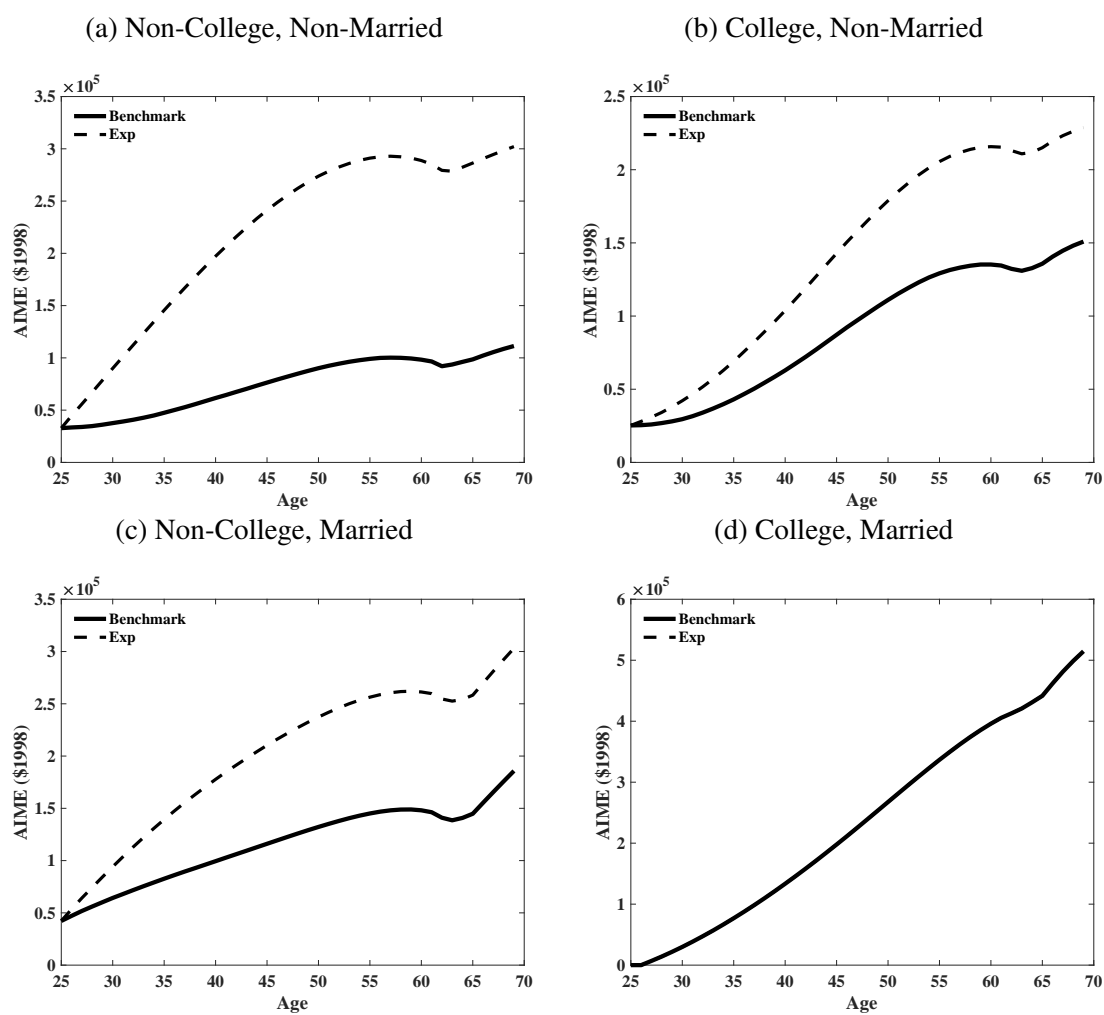 (a) Non-College, Non-Married
×10^5
3.5
3
2.5
2
1.5
1
0.5
0
AIME ($1998)
Benchmark
Exp
25 30 35 40 45 50 55 60 65 70
Age
(b) College, Non-Married
×10^5
2.5
2
1.5
1
0.5
0
AIME ($1998)
Benchmark
Exp
25 30 35 40 45 50 55 60 65 70
Age
(c) Non-College, Married
×10^5
3.5
3
2.5
2
1.5
1
0.5
0
AIME ($1998)
Benchmark
Exp
25 30 35 40 45 50 55 60 65 70
Age
(d) College, Married
×10^5
6
5
4
3
2
1
0
AIME ($1998)
Benchmark
Exp
25 30 35 40 45 50 55 60 65 70
Age